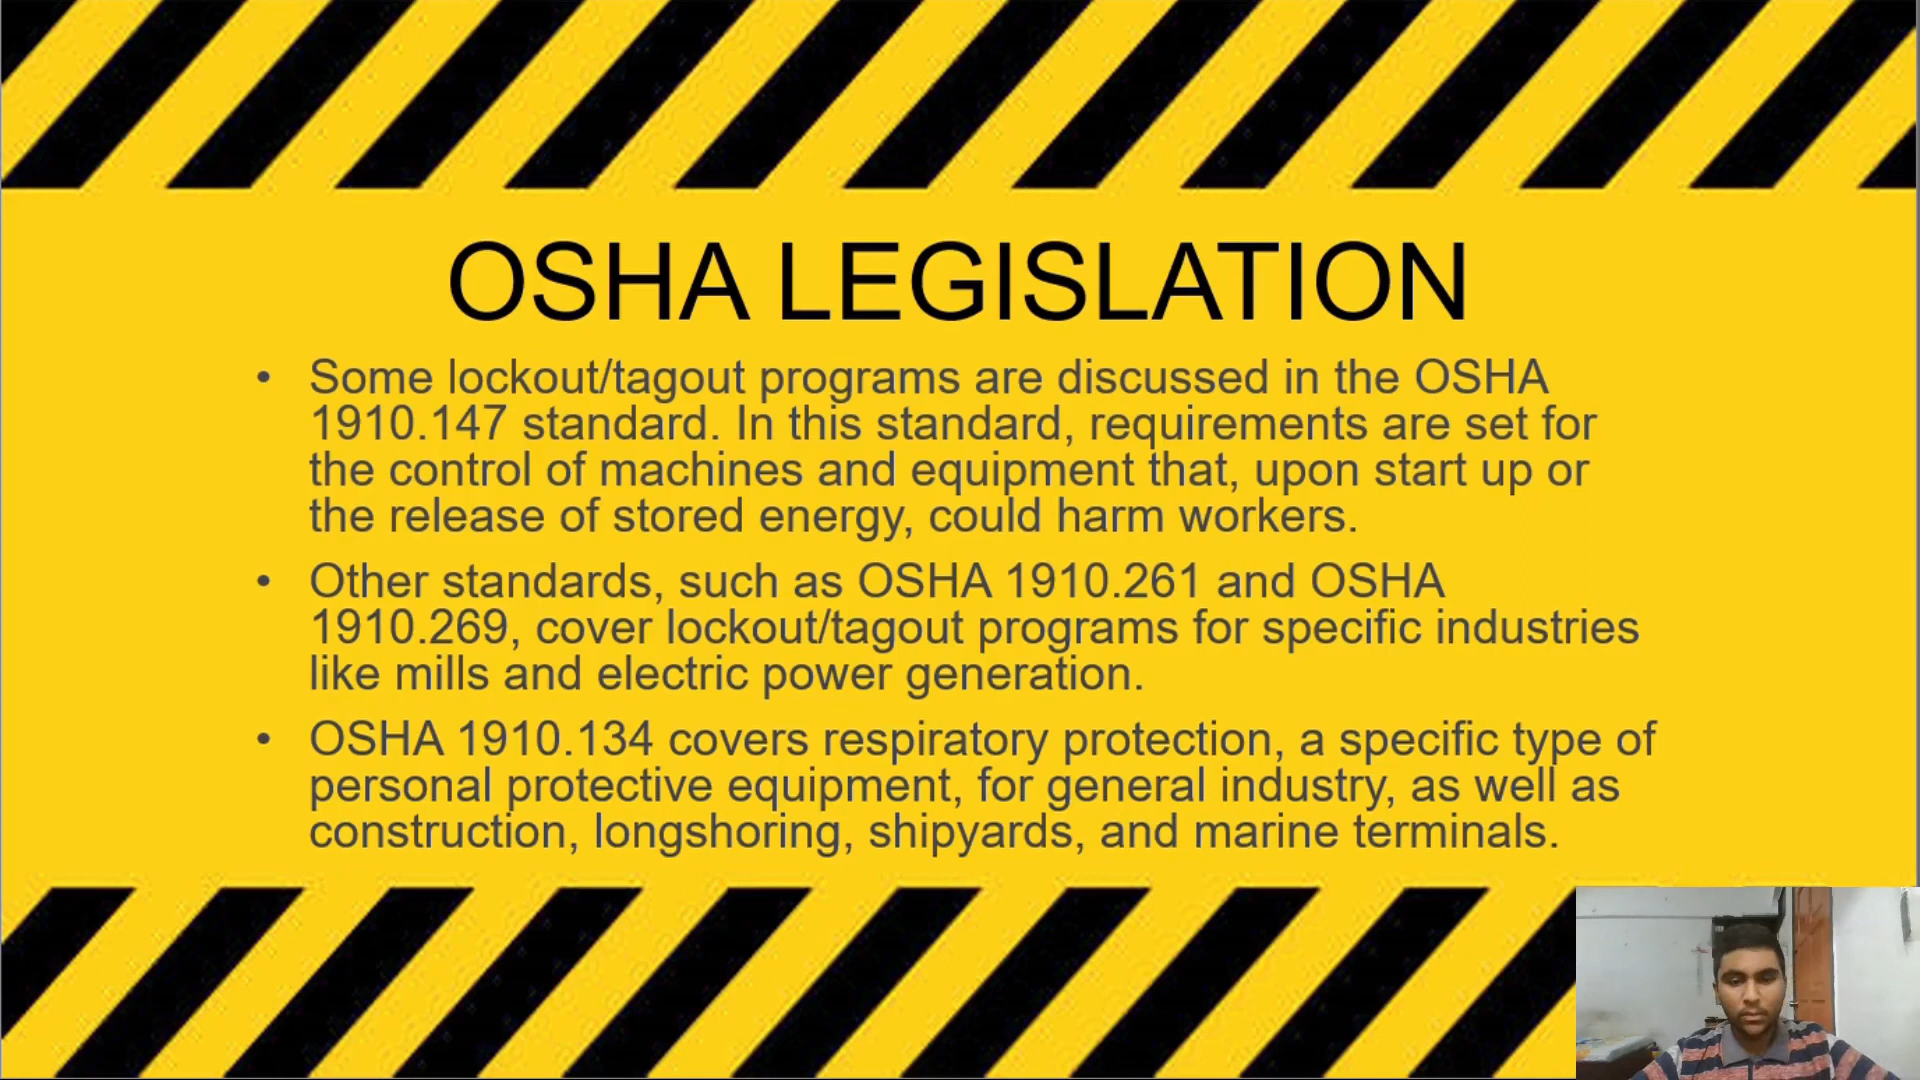 OSHA LEGISLATION
• Some lockout/tagout programs are discussed in the OSHA
1910.147 standard. In this standard, requirements are set for
the control of machines and equipment that, upon start up or
the release of stored energy, could harm workers.
• Other standards, such as OSHA 1910.261 and OSHA
1910.269, cover lockout/tagout programs for specific industries
like mills and electric power generation.
• OSHA 1910.134 covers respiratory protection, a specific type of
personal protective equipment, for general industry, as well as
construction, longshoring, shipyards, and marine terminals.